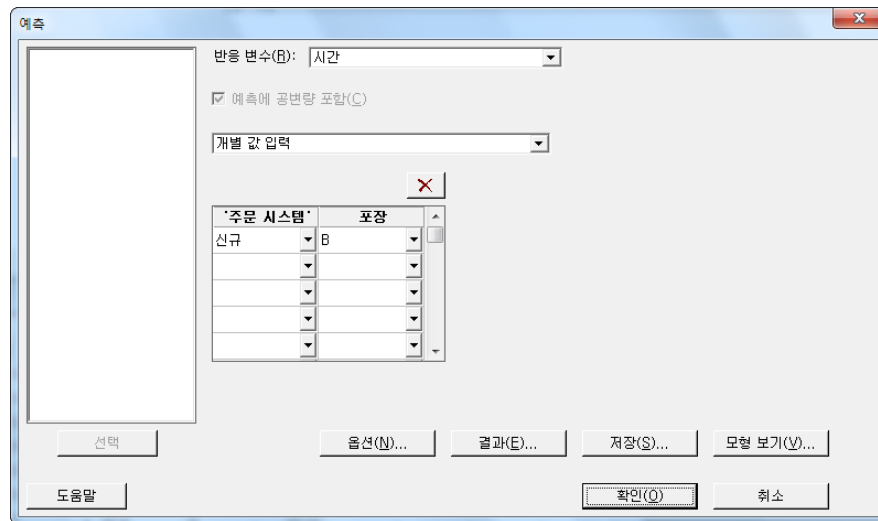 예측
반응 변수(R): 시간
예측에 공변량 포함(C)
개별 값 입력
'주문 시스템' 포장
신규 B
선택 옵션(N)... 결과(E)... 저장(S)... 모형 보기(V)...
도움말 확인(O) 취소